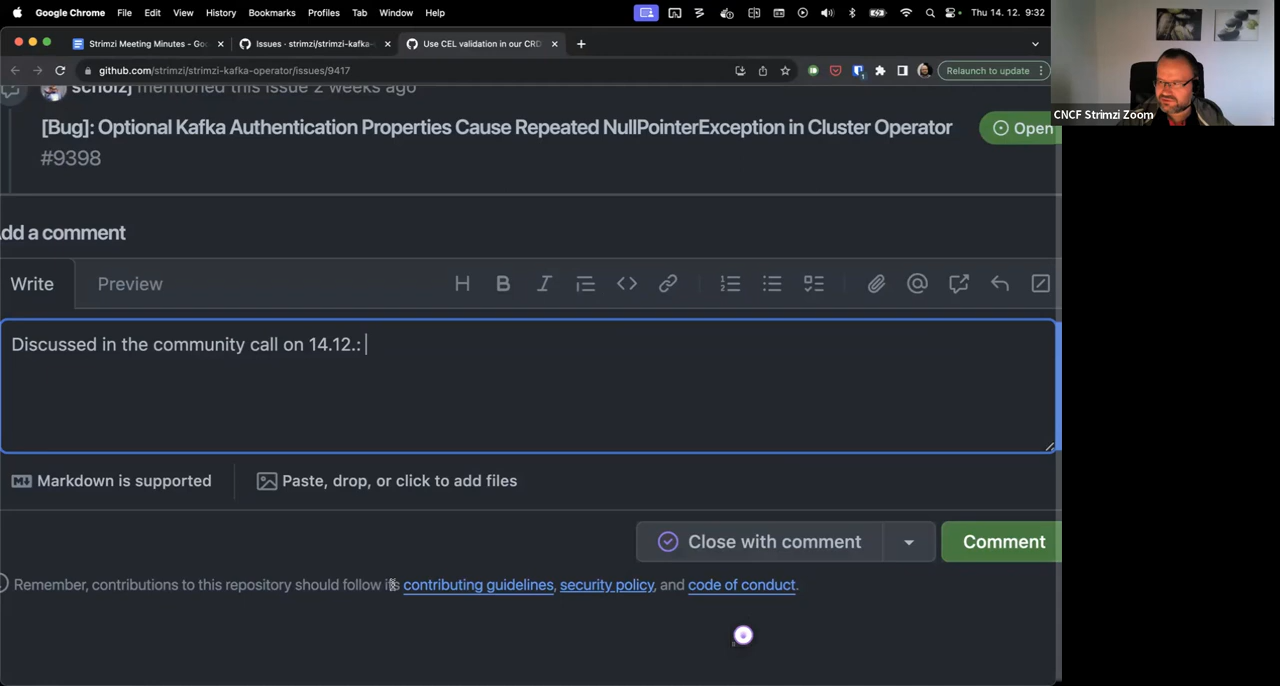 Google Chrome File Edit View History Bookmarks Profiles Tab Window Help Thu 14. 12. 9:32
Strimzi Meeting Minutes - Goo Issues · strimzi/strimzi-kafka- Use CEL validation in our CRD
github.com/strimzi/strimzi-kafka-operator/issues/9417 Relaunch to update
CNCF Strimzi Zoom
scholzj mentioned this issue 2 weeks ago
[Bug]: Optional Kafka Authentication Properties Cause Repeated NullPointerException in Cluster Operator Open
#9398
dd a comment
Write Preview
Discussed in the community call on 14.12.:
Markdown is supported Paste, drop, or click to add files
Close with comment Comment
Remember, contributions to this repository should follow its contributing guidelines, security policy, and code of conduct.